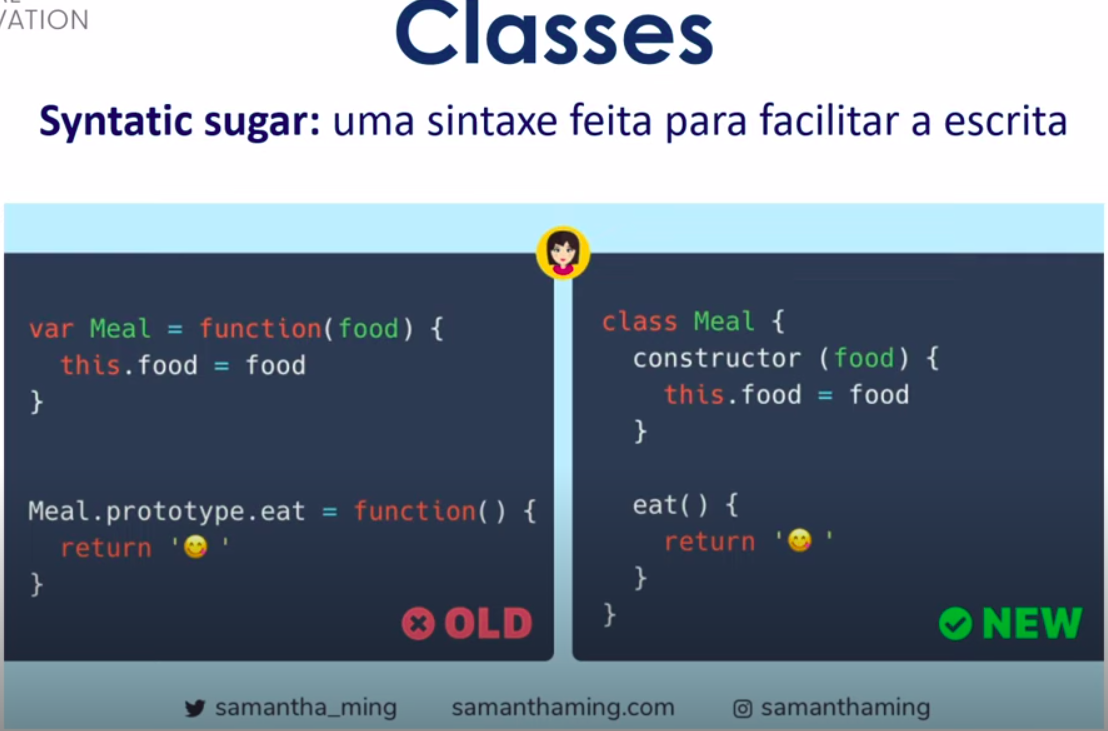 VATION
Classes
Syntatic sugar: uma sintaxe feita para facilitar a escrita
var Meal = function(food) {
  this.food = food
}
Meal.prototype.eat = function() {
  return '😋 '
}
OLD
class Meal {
  constructor (food) {
    this.food = food
  }
  eat() {
    return '😋 '
  }
}
NEW
samantha_ming samanthaming.com samanthaming